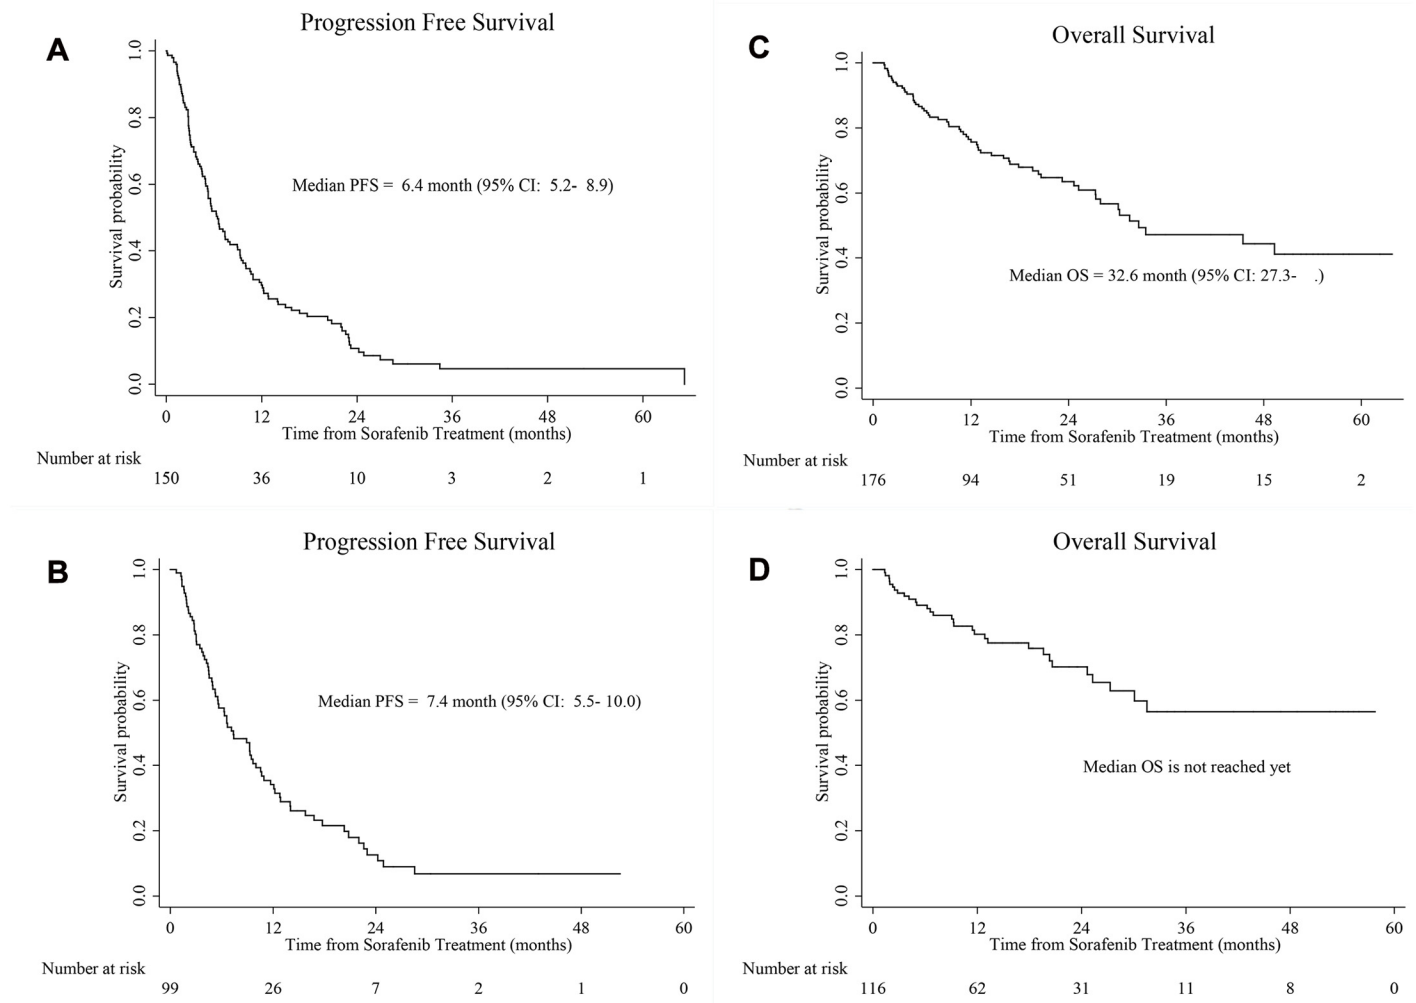 A
Progression Free Survival
Survival probability
1.0
0.8
0.6
0.4
0.2
0.0
Median PFS = 6.4 month (95% CI: 5.2- 8.9)
0 12 24 36 48 60
Time from Sorafenib Treatment (months)
Number at risk
150 36 10 3 2 1
C
Overall Survival
Survival probability
1.0
0.8
0.6
0.4
0.2
0.0
Median OS = 32.6 month (95% CI: 27.3- .)
0 12 24 36 48 60
Time from Sorafenib Treatment (months)
Number at risk
176 94 51 19 15 2
B
Progression Free Survival
Survival probability
1.0
0.8
0.6
0.4
0.2
0.0
Median PFS = 7.4 month (95% CI: 5.5- 10.0)
0 12 24 36 48 60
Time from Sorafenib Treatment (months)
Number at risk
99 26 7 2 1 0
D
Overall Survival
Survival probability
1.0
0.8
0.6
0.4
0.2
0.0
Median OS is not reached yet
0 12 24 36 48 60
Time from Sorafenib Treatment (months)
Number at risk
116 62 31 11 8 0